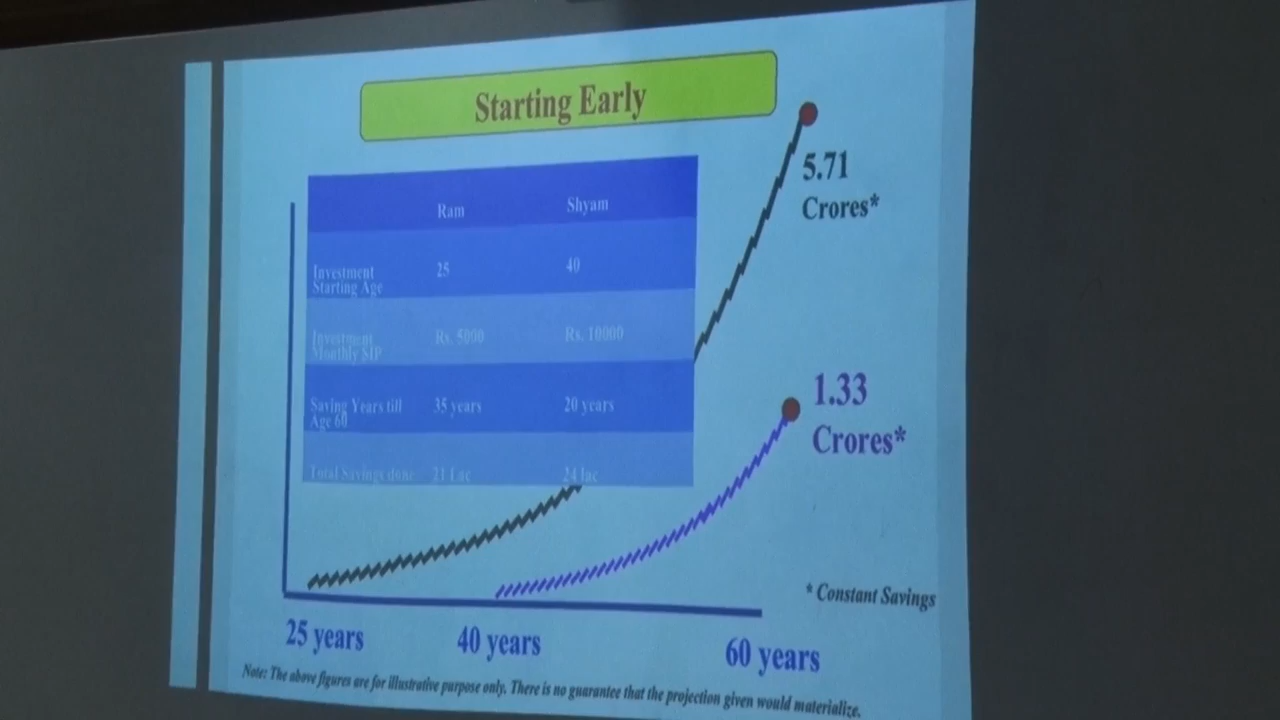 Starting Early
Ram Shyam
Investment
Starting Age 25 40
Investment
Monthly SIP Rs. 5000 Rs. 10000
Saving Years till
Age 60 35 years 20 years
Total Savings done 21 Lac 24 lac
5.71
Crores*
1.33
Crores*
* Constant Savings
25 years 40 years 60 years
Note: The above figures are for illustrative purpose only. There is no guarantee that the projection given would materialize.